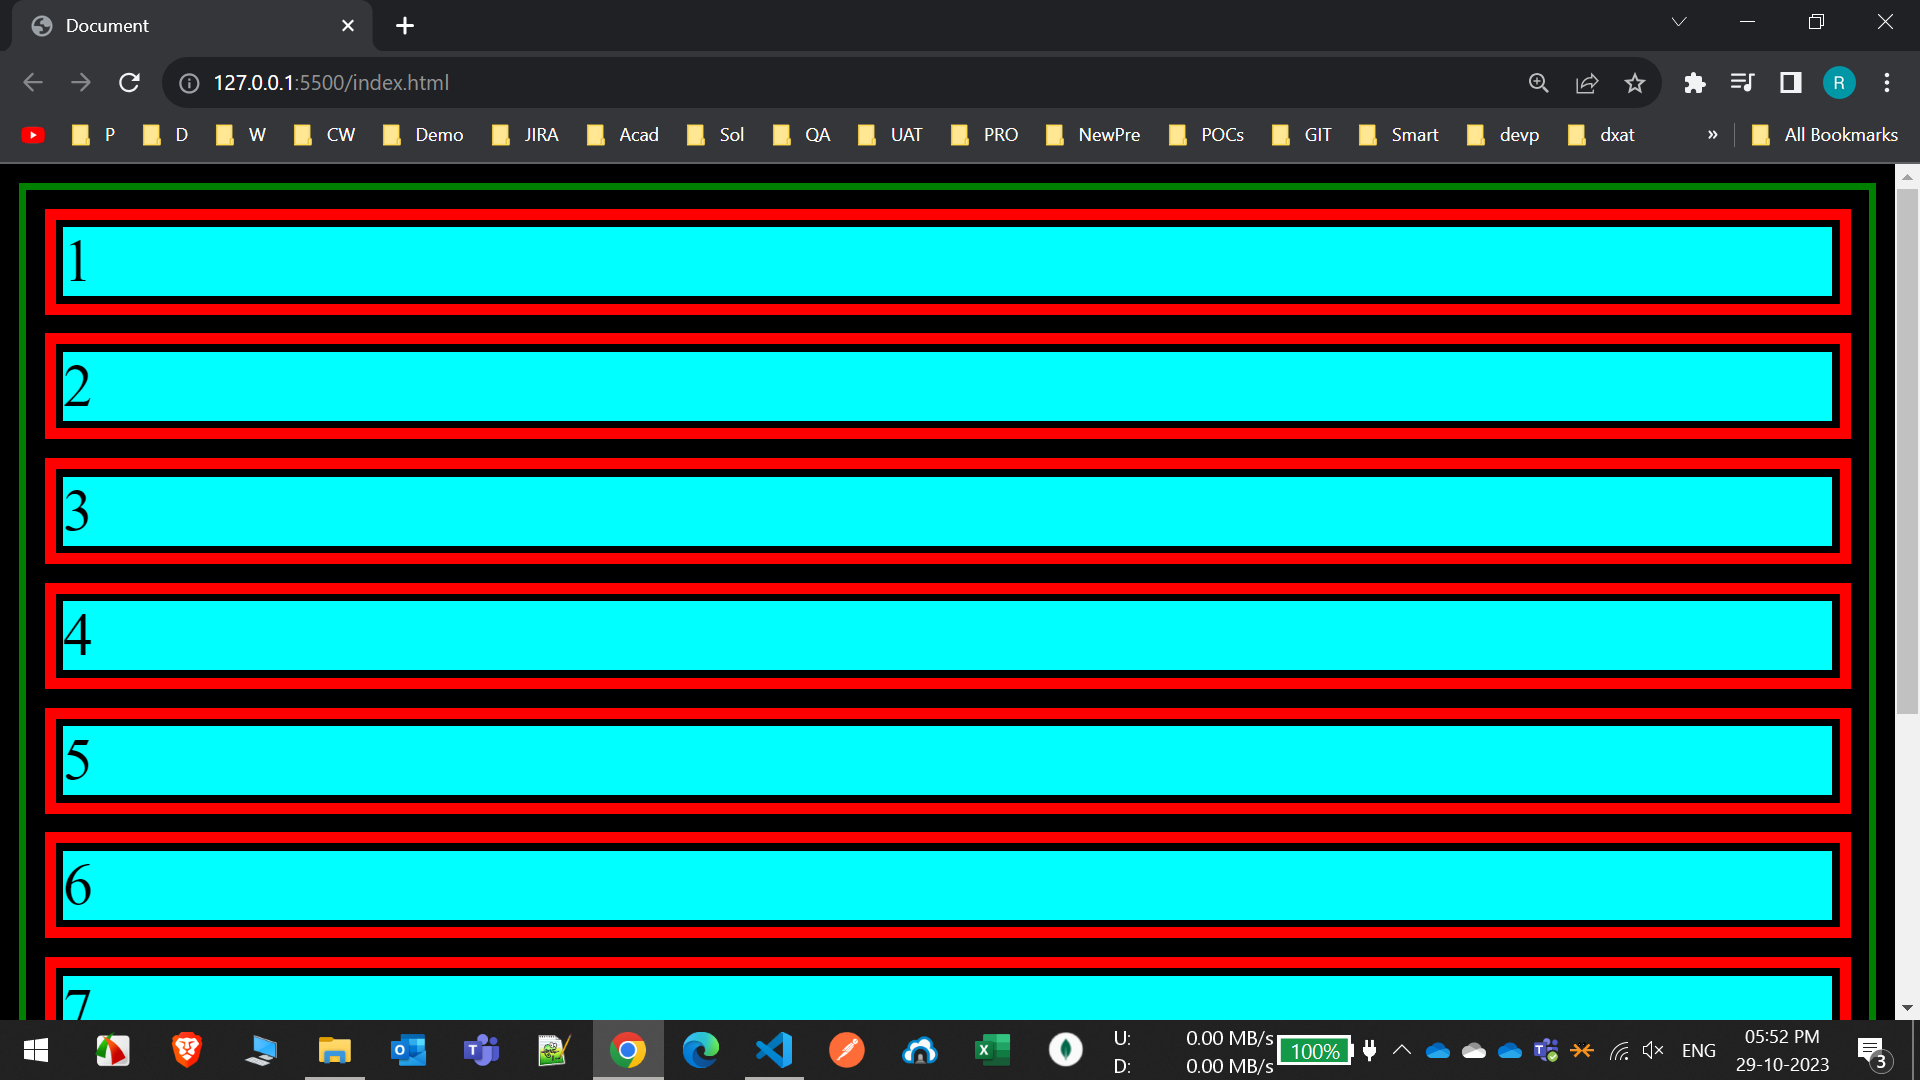 Document
127.0.0.1:5500/index.html
R
P D W CW Demo JIRA Acad Sol QA UAT PRO NewPre POCs GIT Smart devp dxat » All Bookmarks
1
2
3
4
5
6
7
U: 0.00 MB/s
D: 0.00 MB/s
100%
ENG
05:52 PM
29-10-2023
3